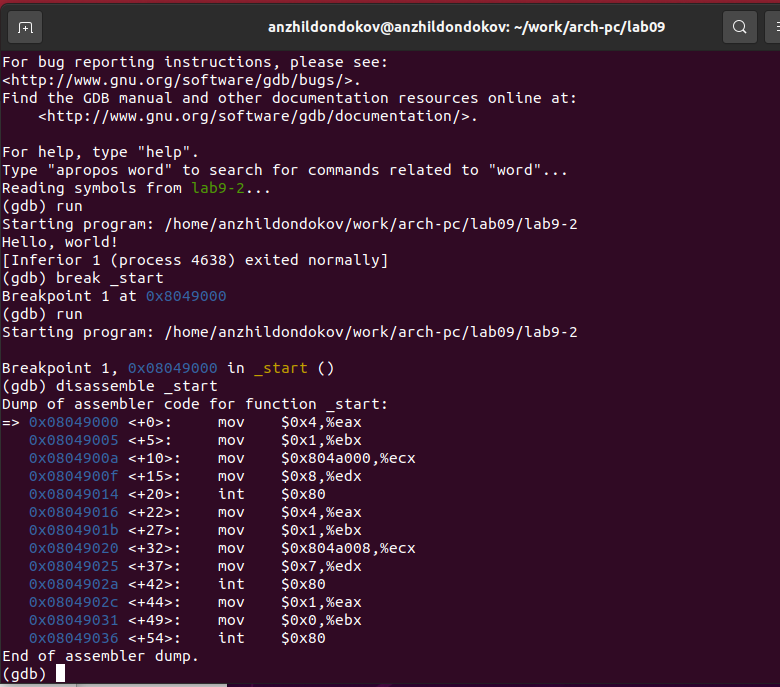 anzhildondokov@anzhildondokov: ~/work/arch-pc/lab09
For bug reporting instructions, please see:
<http://www.gnu.org/software/gdb/bugs/>.
Find the GDB manual and other documentation resources online at:
    <http://www.gnu.org/software/gdb/documentation/>.

For help, type "help".
Type "apropos word" to search for commands related to "word"...
Reading symbols from lab9-2...
(gdb) run
Starting program: /home/anzhildondokov/work/arch-pc/lab09/lab9-2
Hello, world!
[Inferior 1 (process 4638) exited normally]
(gdb) break _start
Breakpoint 1 at 0x8049000
(gdb) run
Starting program: /home/anzhildondokov/work/arch-pc/lab09/lab9-2

Breakpoint 1, 0x08049000 in _start ()
(gdb) disassemble _start
Dump of assembler code for function _start:
=> 0x08049000 <+0>:     mov    $0x4,%eax
   0x08049005 <+5>:     mov    $0x1,%ebx
   0x0804900a <+10>:    mov    $0x804a000,%ecx
   0x0804900f <+15>:    mov    $0x8,%edx
   0x08049014 <+20>:    int    $0x80
   0x08049016 <+22>:    mov    $0x4,%eax
   0x0804901b <+27>:    mov    $0x1,%ebx
   0x08049020 <+32>:    mov    $0x804a008,%ecx
   0x08049025 <+37>:    mov    $0x7,%edx
   0x0804902a <+42>:    int    $0x80
   0x0804902c <+44>:    mov    $0x1,%eax
   0x08049031 <+49>:    mov    $0x0,%ebx
   0x08049036 <+54>:    int    $0x80
End of assembler dump.
(gdb)